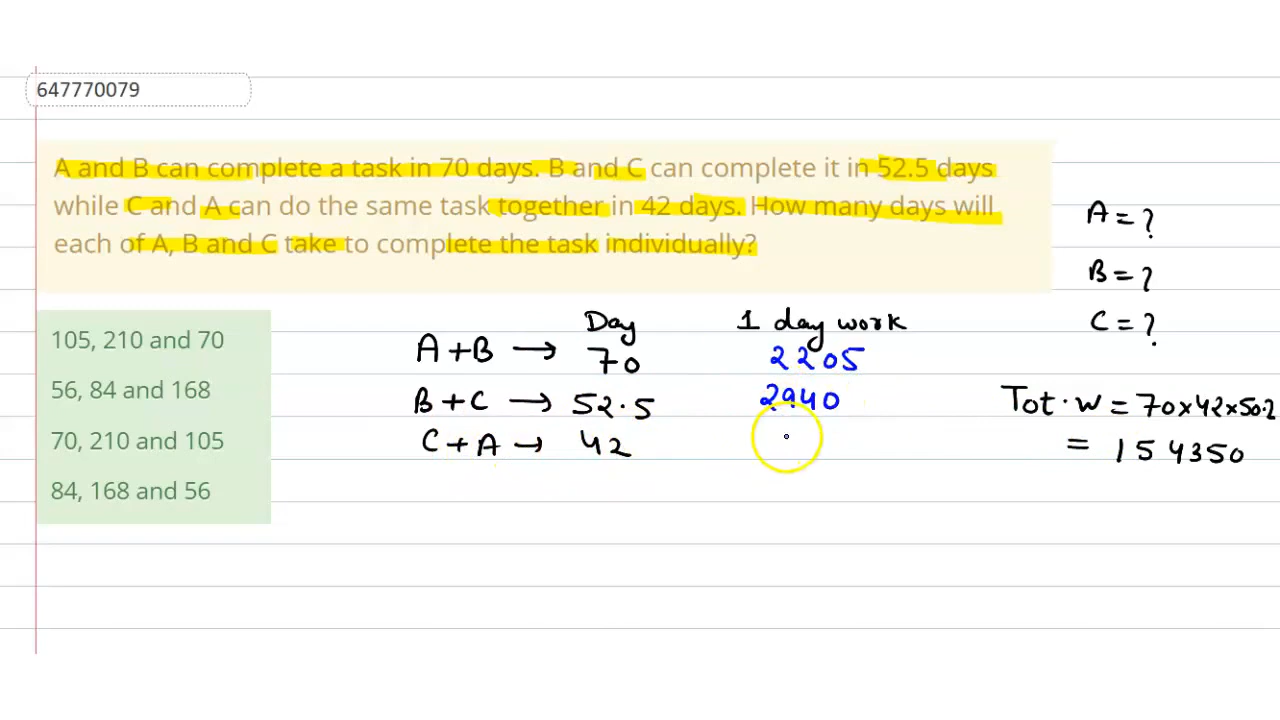 647770079
A and B can complete a task in 70 days. B and C can complete it in 52.5 days
while C and A can do the same task together in 42 days. How many days will
each of A, B and C take to complete the task individually?
A = ?
B = ?
C = ?
105, 210 and 70
56, 84 and 168
70, 210 and 105
84, 168 and 56
Day 1 day work
A+B → 70 2205
B+C → 52.5 2940
C+A → 42
Tot. w = 70x42x50.2
= 154350